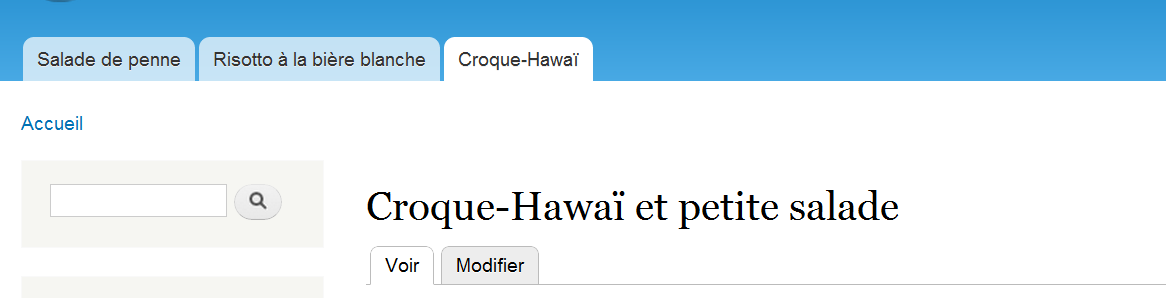 Salade de penne Risotto à la bière blanche Croque-Hawaï
Accueil
Croque-Hawaï et petite salade
Voir Modifier